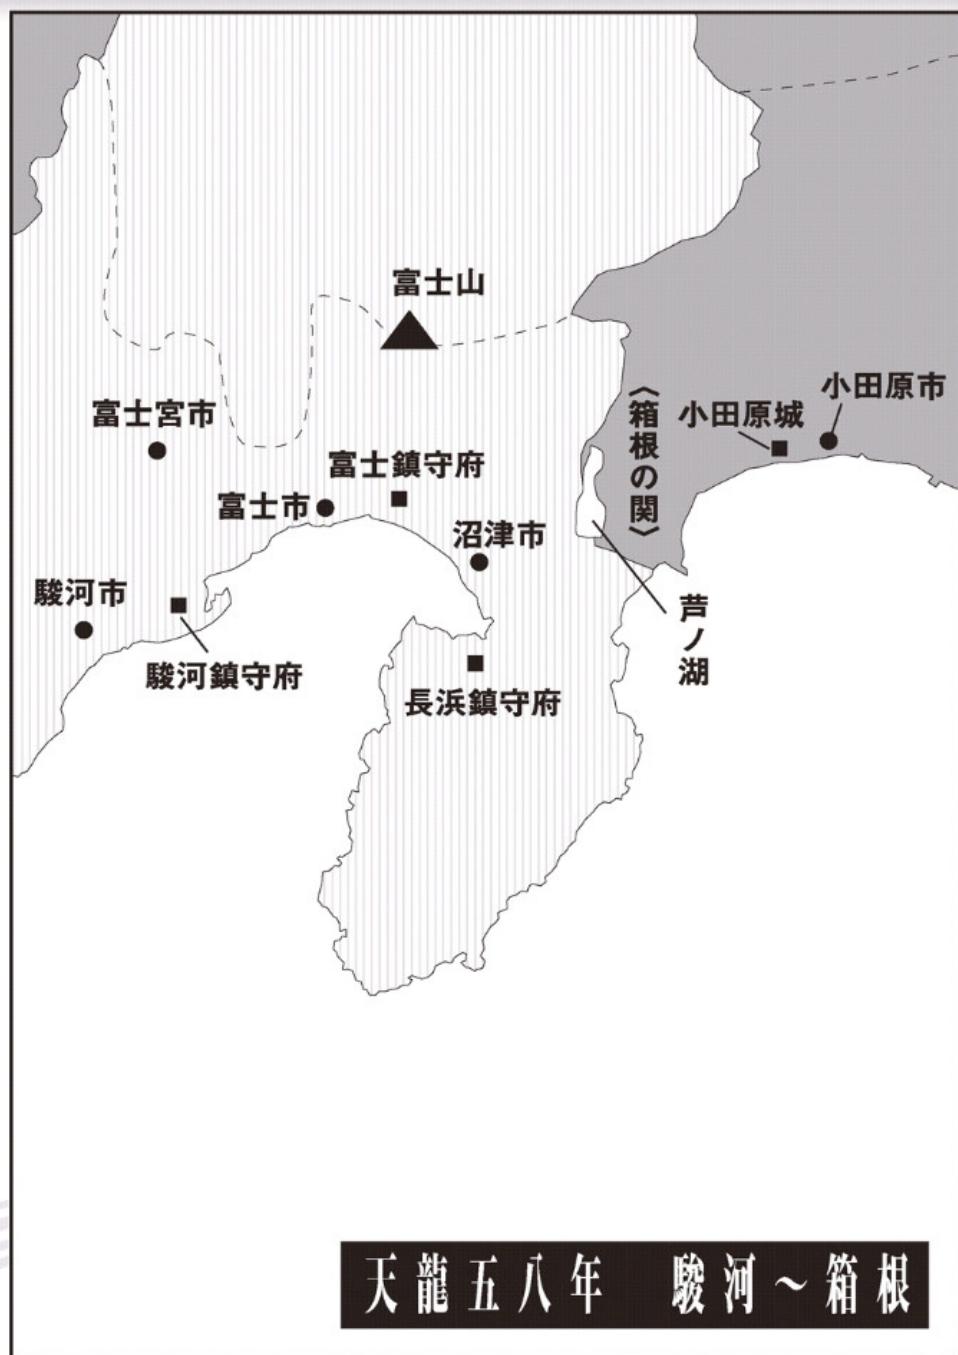 富士山
小田原市
〈箱根の関〉
小田原城
富士宮市
富士鎮守府
富士市
沼津市
駿河市
芦ノ湖
駿河鎮守府
長浜鎮守府
天龍五八年　駿河～箱根